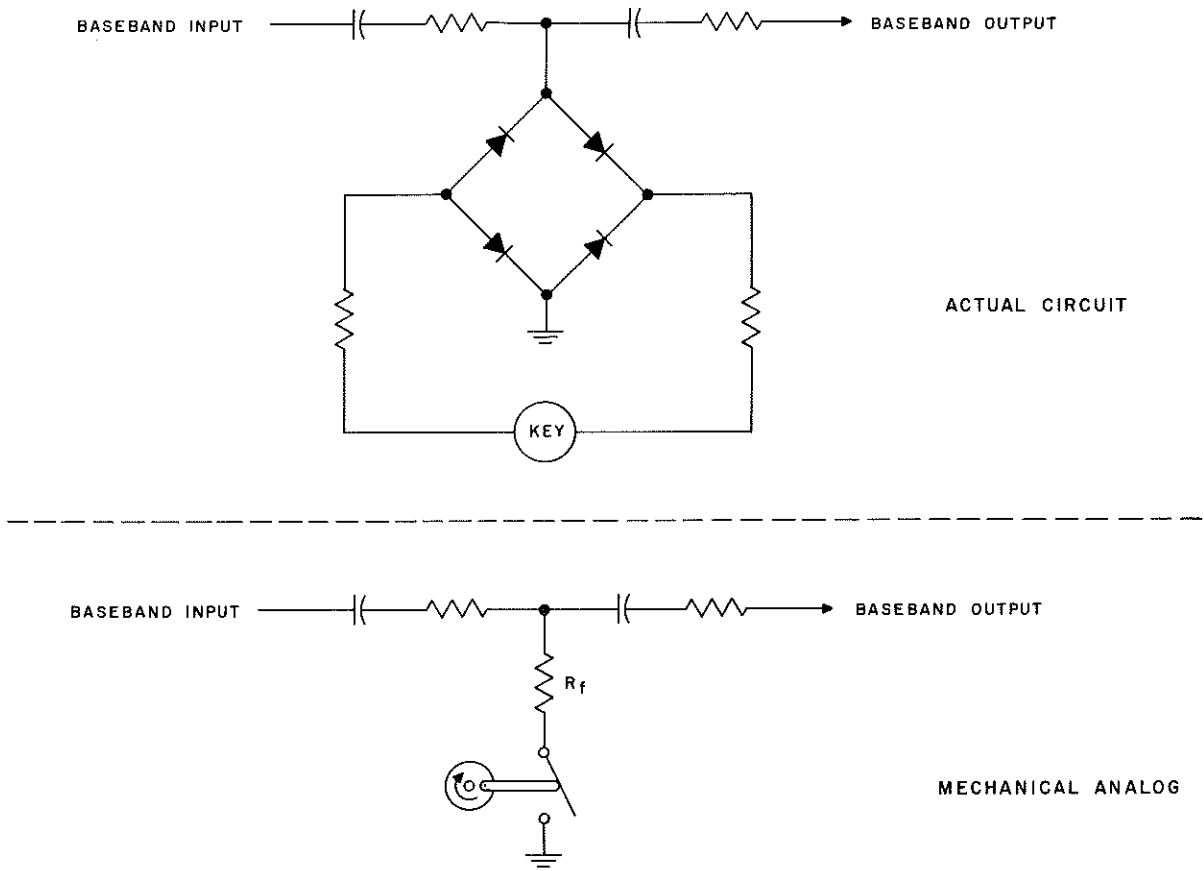 BASEBAND INPUT
BASEBAND OUTPUT
ACTUAL CIRCUIT
KEY
BASEBAND INPUT
BASEBAND OUTPUT
Rf
MECHANICAL ANALOG